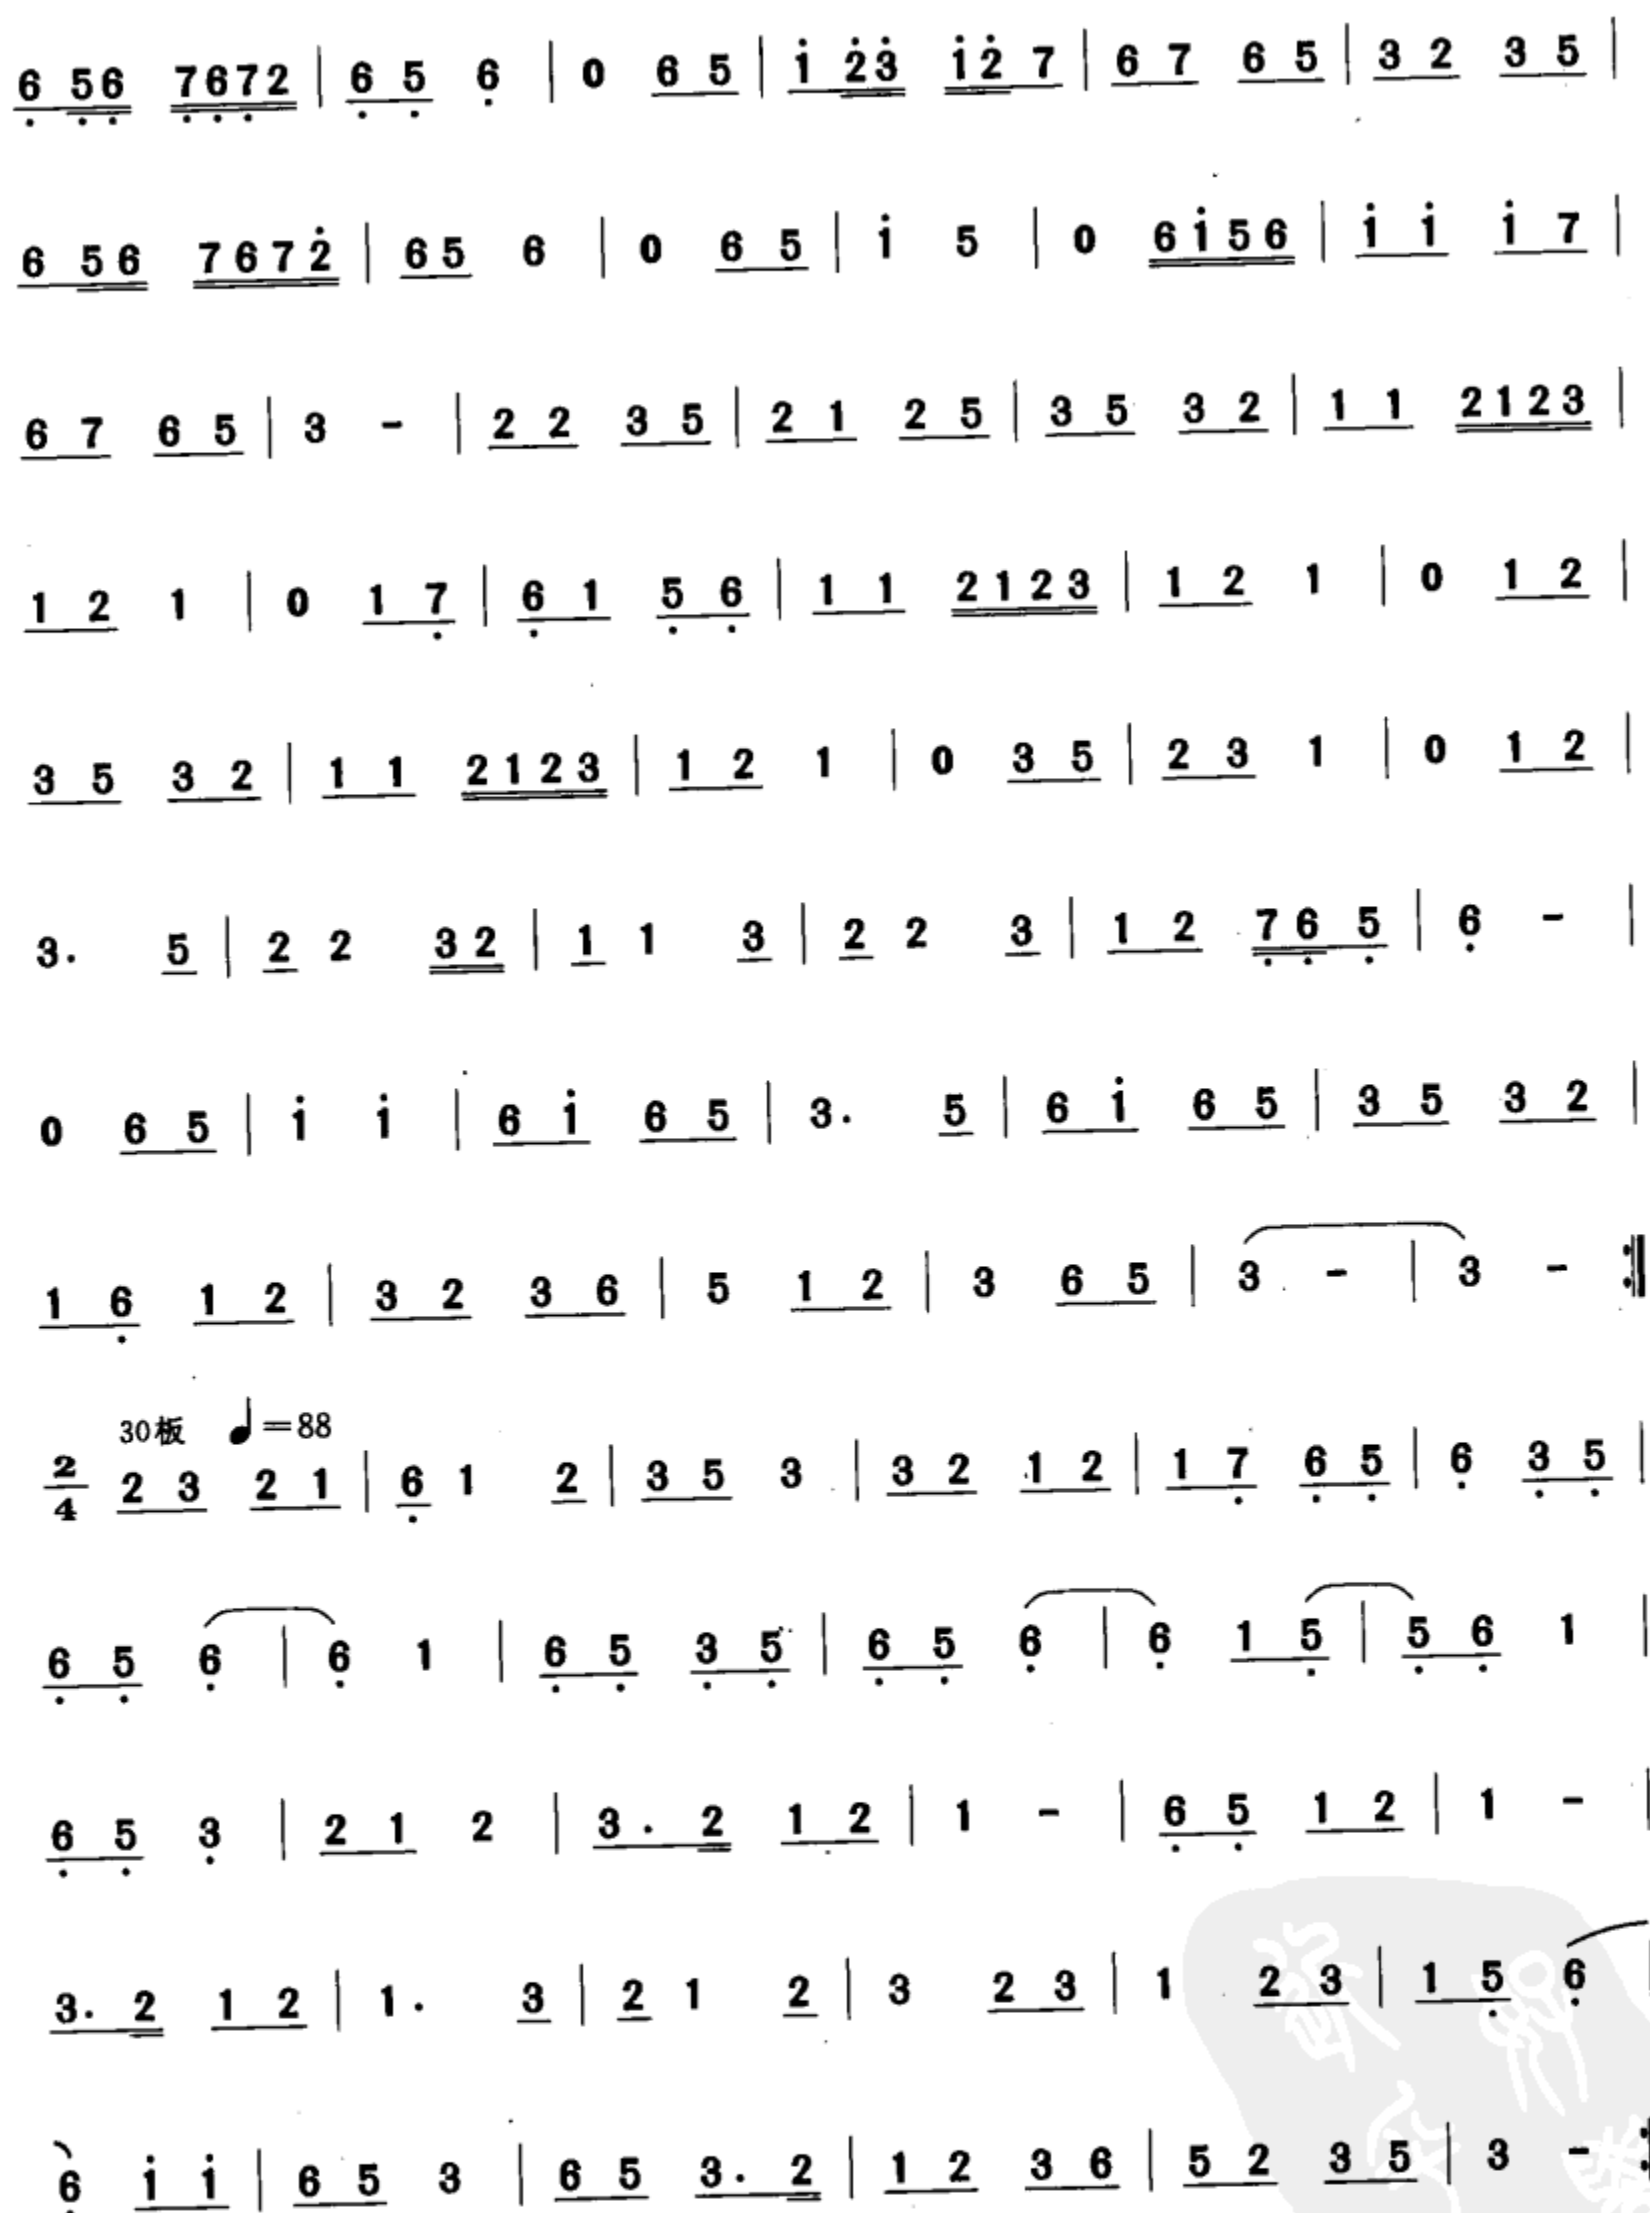 6 56 7672 | 6 5 6 | 0 6 5 | i 2̇3̇ i2̇ 7 | 6 7 6 5 | 3 2 3 5 |
6 56 7672̇ | 65 6 | 0 6 5 | i 5 | 0 6i56 | i i i 7 |
6 7 6 5 | 3 - | 2 2 3 5 | 2 1 2 5 | 3 5 3 2 | 1 1 2123 |
1 2 1 | 0 1 7 | 6 1 5 6 | 1 1 2123 | 1 2 1 | 0 1 2 |
3 5 3 2 | 1 1 2123 | 1 2 1 | 0 3 5 | 2 3 1 | 0 1 2 |
3. 5 | 2 2 32 | 1 1 3 | 2 2 3 | 1 2 76 5 | 6 - |
0 6 5 | i i | 6 i 6 5 | 3. 5 | 6 i 6 5 | 3 5 3 2 |
1 6 1 2 | 3 2 3 6 | 5 1 2 | 3 6 5 | 3 - | 3 - :‖
30板 ♩=88
2/4 2 3 2 1 | 6 1 2 | 3 5 3 | 3 2 1 2 | 1 7 6 5 | 6 3 5 |
6 5 6 | 6 1 | 6 5 3 5 | 6 5 6 | 6 1 5 | 5 6 1 |
6 5 3 | 2 1 2 | 3. 2 1 2 | 1 - | 6 5 1 2 | 1 - |
3. 2 1 2 | 1. 3 | 2 1 2 | 3 2 3 | 1 2 3 | 1 5 6 |
6 i i | 6 5 3 | 6 5 3. 2 | 1 2 3 6 | 5 2 3 5 | 3 - :